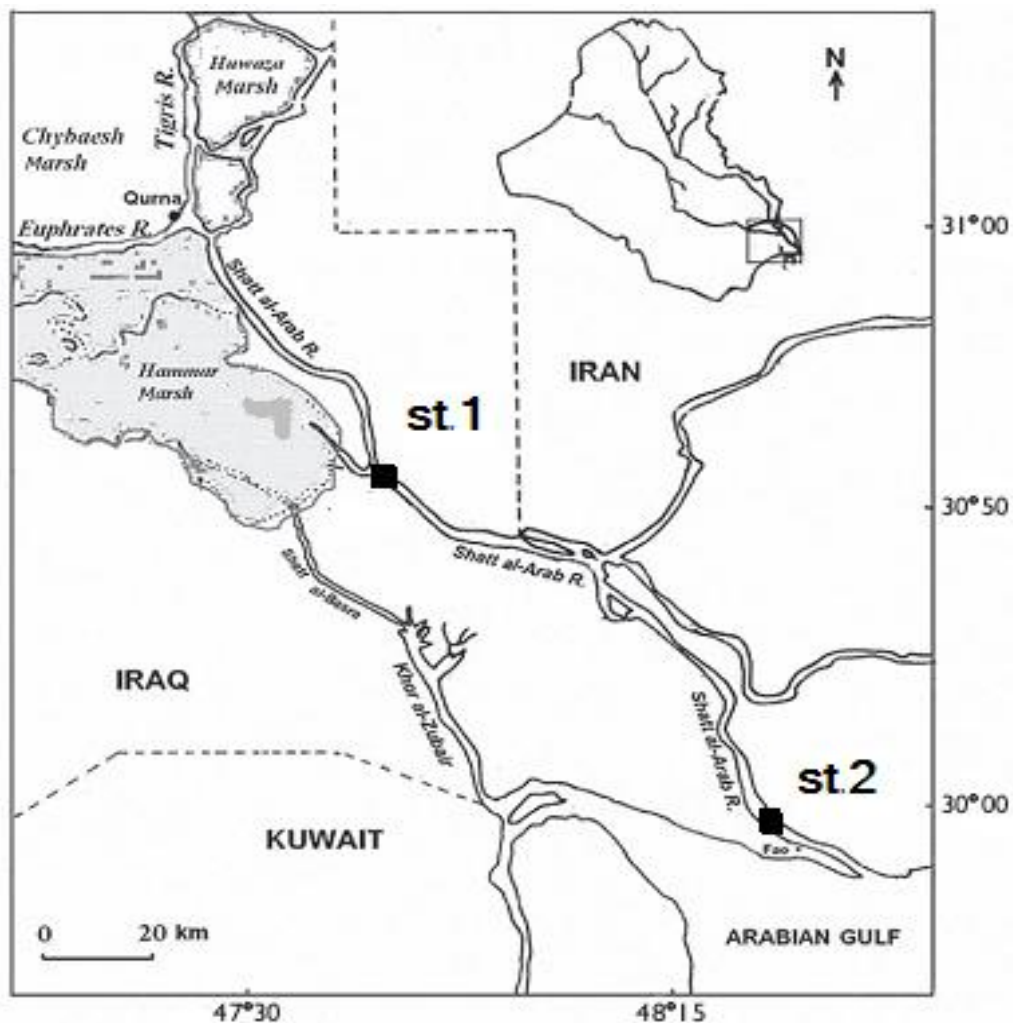 Huwaza
Marsh
Tigris R.
N
Chybaesh
Marsh
Qurna
Euphrates R.
31°00
Shatt al-Arab R.
IRAN
Hammar
Marsh
st.1
30°50
Shatt al-Arab R.
Shatt
al-Basra
IRAQ
Khor al-Zubair
Shatt al-Arab R.
st.2
30°00
KUWAIT
Fao
0 20 km
ARABIAN GULF
47°30
48°15